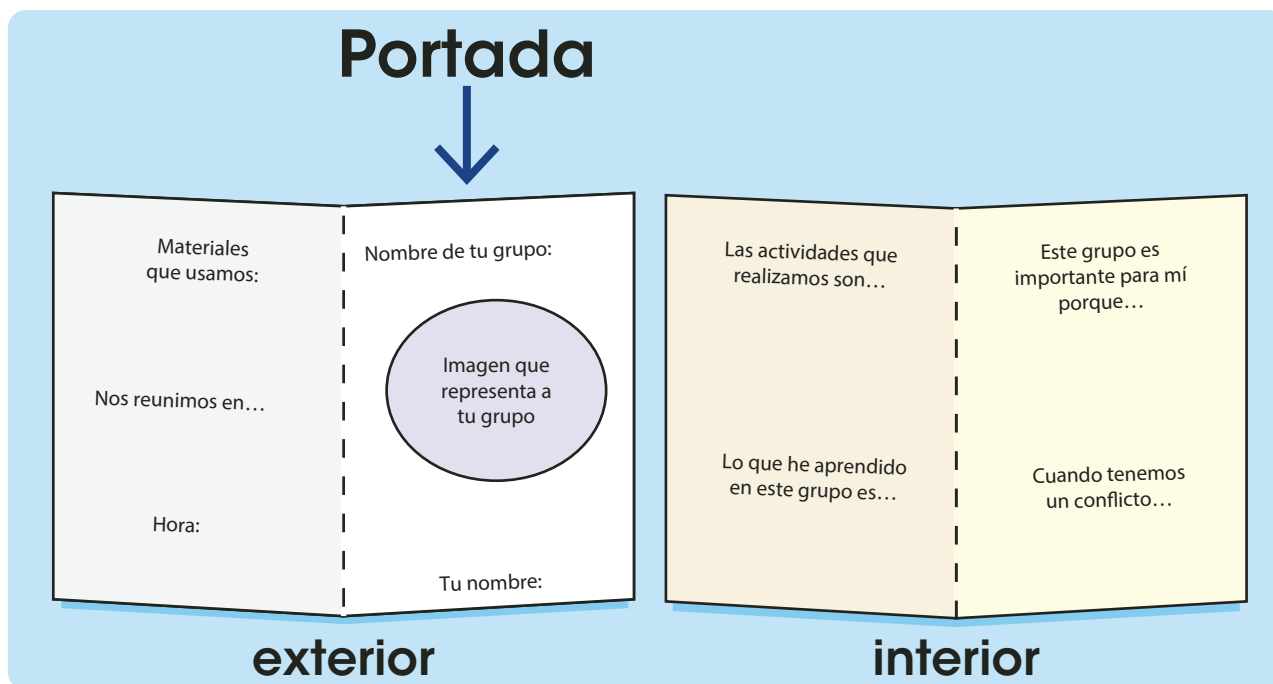 Portada
Materiales
que usamos:
Nos reunimos en…
Hora:
Nombre de tu grupo:
Imagen que
representa a
tu grupo
Tu nombre:
exterior
Las actividades que
realizamos son…
Lo que he aprendido
en este grupo es…
Este grupo es
importante para mí
porque…
Cuando tenemos
un conflicto…
interior